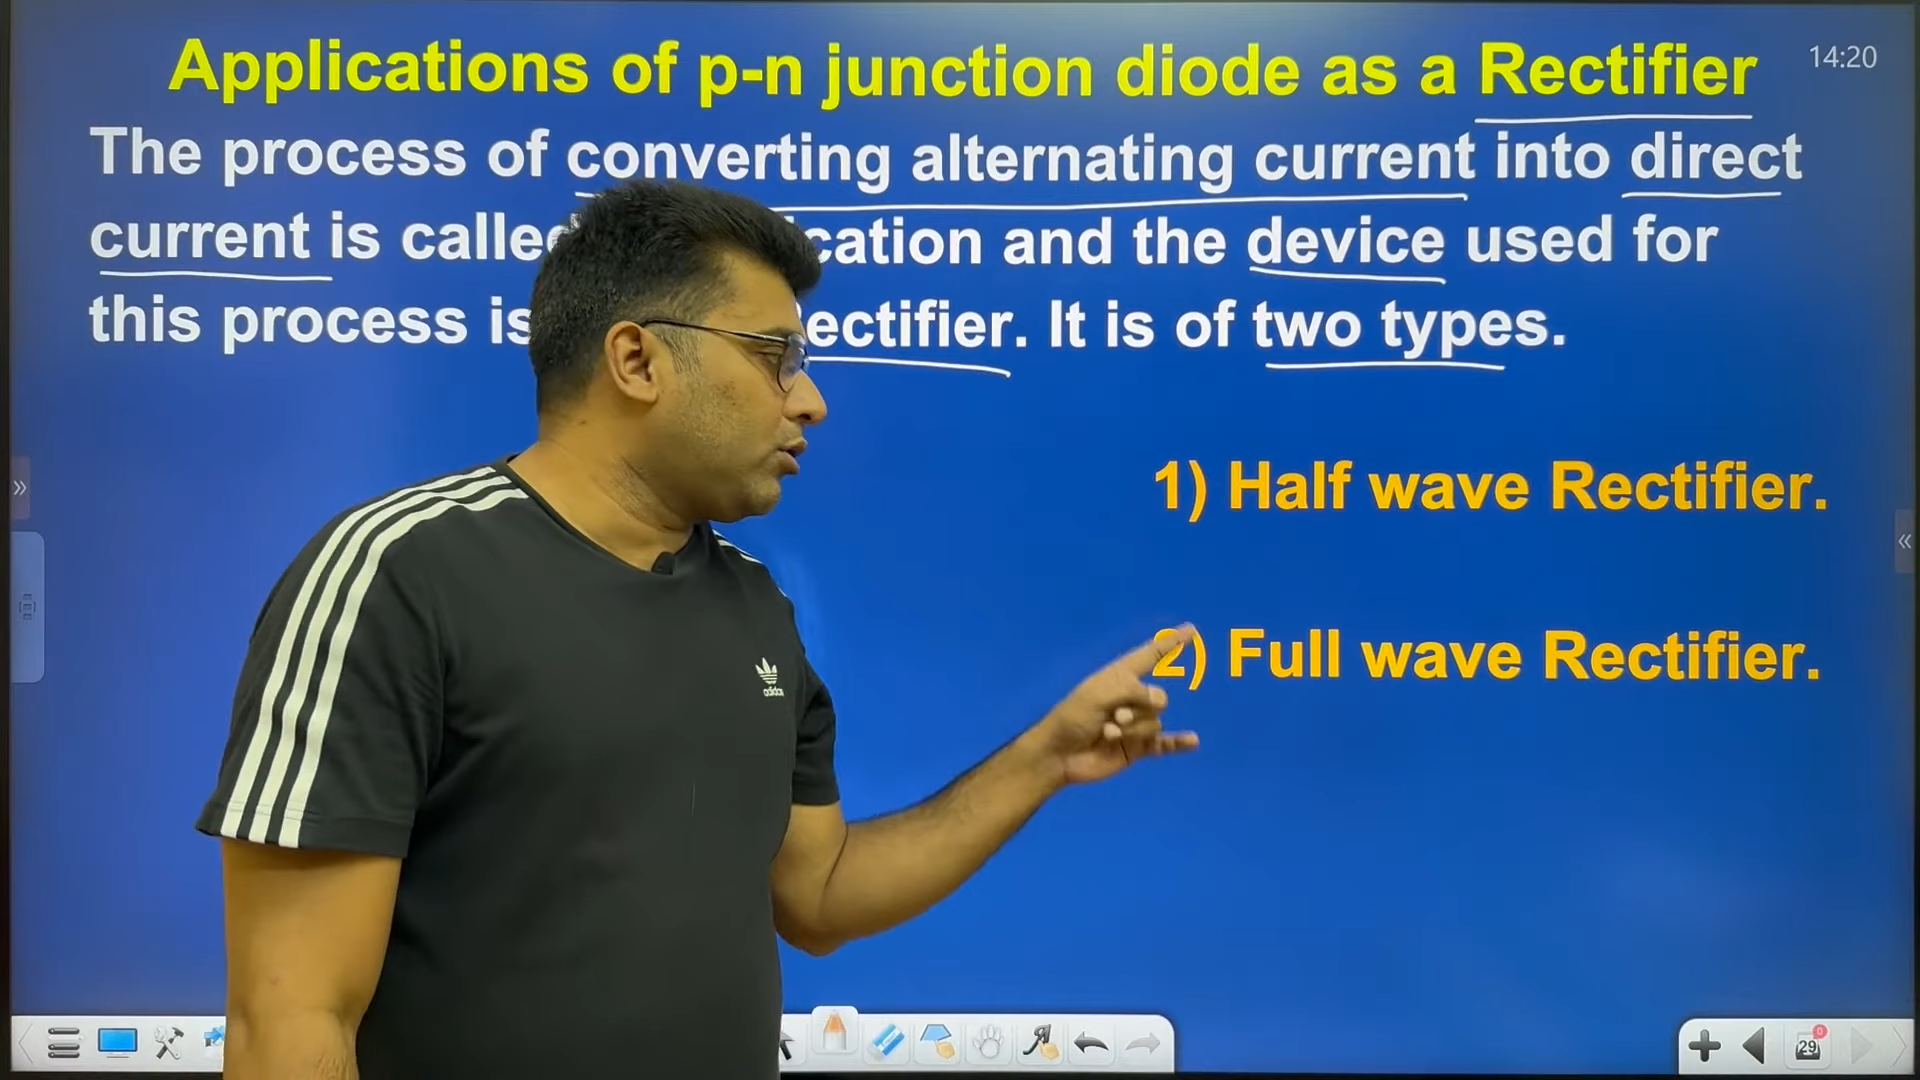 Applications of p-n junction diode as a Rectifier
14:20
The process of converting alternating current into direct
current is calle cation and the device used for
this process is ectifier. It is of two types.
1) Half wave Rectifier.
2) Full wave Rectifier.
adidas
29
0